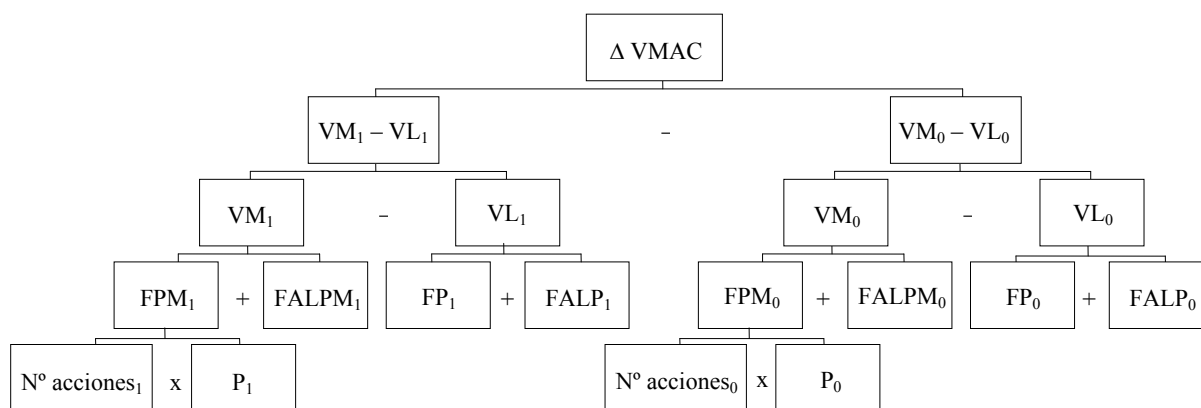 Δ VMAC
VM₁ – VL₁ - VM₀ – VL₀
VM₁ - VL₁ VM₀ - VL₀
FPM₁ + FALPM₁ FP₁ + FALP₁ FPM₀ + FALPM₀ FP₀ + FALP₀
Nº acciones₁ x P₁ Nº acciones₀ x P₀